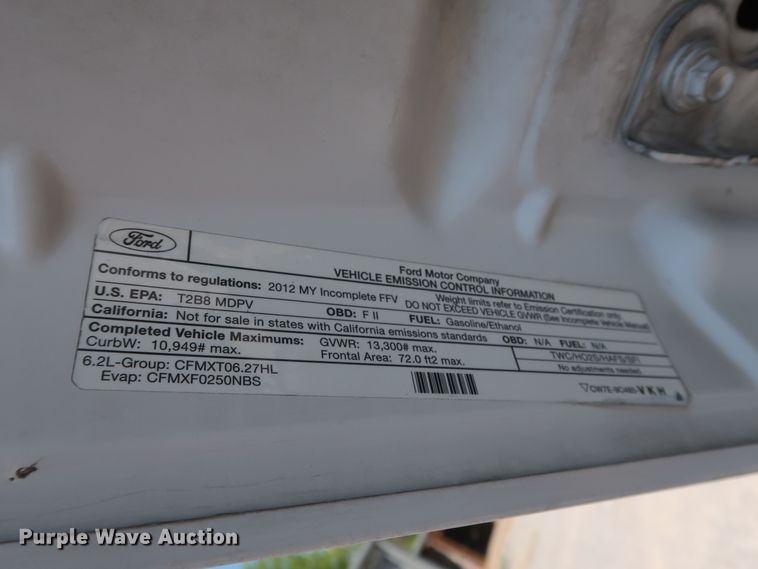 Ford
Ford Motor Company
VEHICLE EMISSION CONTROL INFORMATION
Conforms to regulations: 2012 MY Incomplete FFV Weight limits refer to Emission Certification only.
DO NOT EXCEED VEHICLE GVWR (See Incomplete Vehicle Manual)
U.S. EPA: T2B8 MDPV OBD: F II FUEL: Gasoline/Ethanol
California: Not for sale in states with California emissions standards OBD: N/A FUEL: N/A
Completed Vehicle Maximums: GVWR: 13,300# max. TWC/HO2S/HAFS/SFI
CurbW: 10,949# max. Frontal Area: 72.0 ft2 max. No adjustments needed.
6.2L-Group: CFMXT06.27HL
Evap: CFMXF0250NBS
CW7E-9C485- VKH
Purple Wave Auction